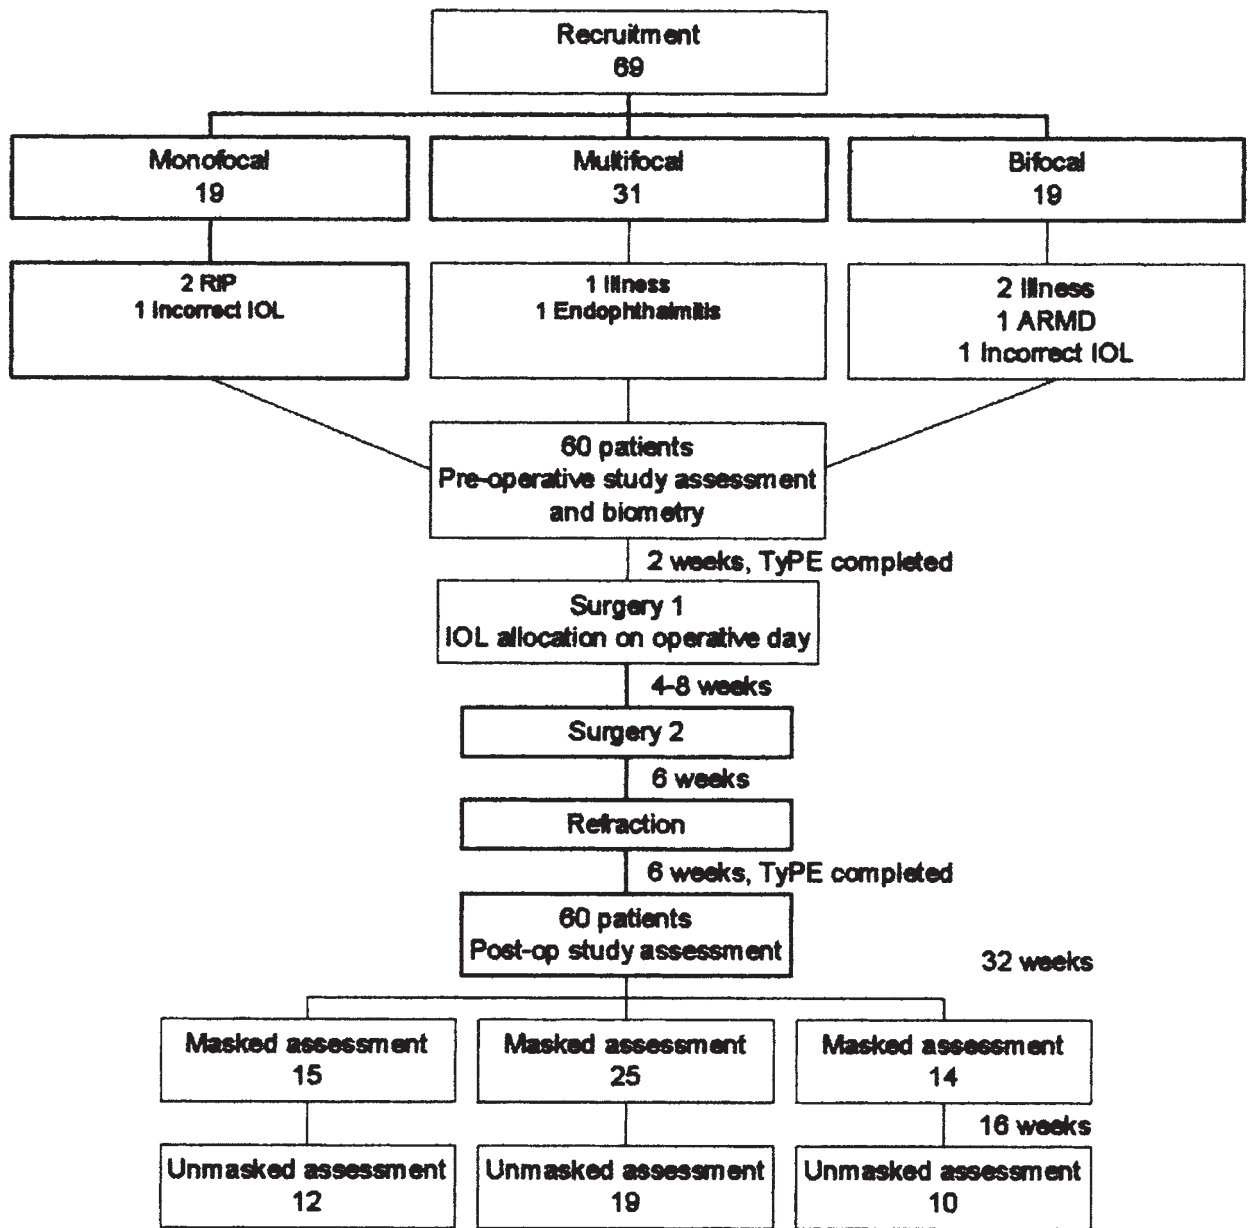 Recruitment
69
Monofocal
19
Multifocal
31
Bifocal
19
2 RIP
1 Incorrect IOL
1 Illness
1 Endophthalmitis
2 Illness
1 ARMD
1 Incorrect IOL
60 patients
Pre-operative study assessment
and biometry
2 weeks, TyPE completed
Surgery 1
IOL allocation on operative day
4-8 weeks
Surgery 2
6 weeks
Refraction
6 weeks, TyPE completed
60 patients
Post-op study assessment
32 weeks
Masked assessment
15
Masked assessment
25
Masked assessment
14
16 weeks
Unmasked assessment
12
Unmasked assessment
19
Unmasked assessment
10